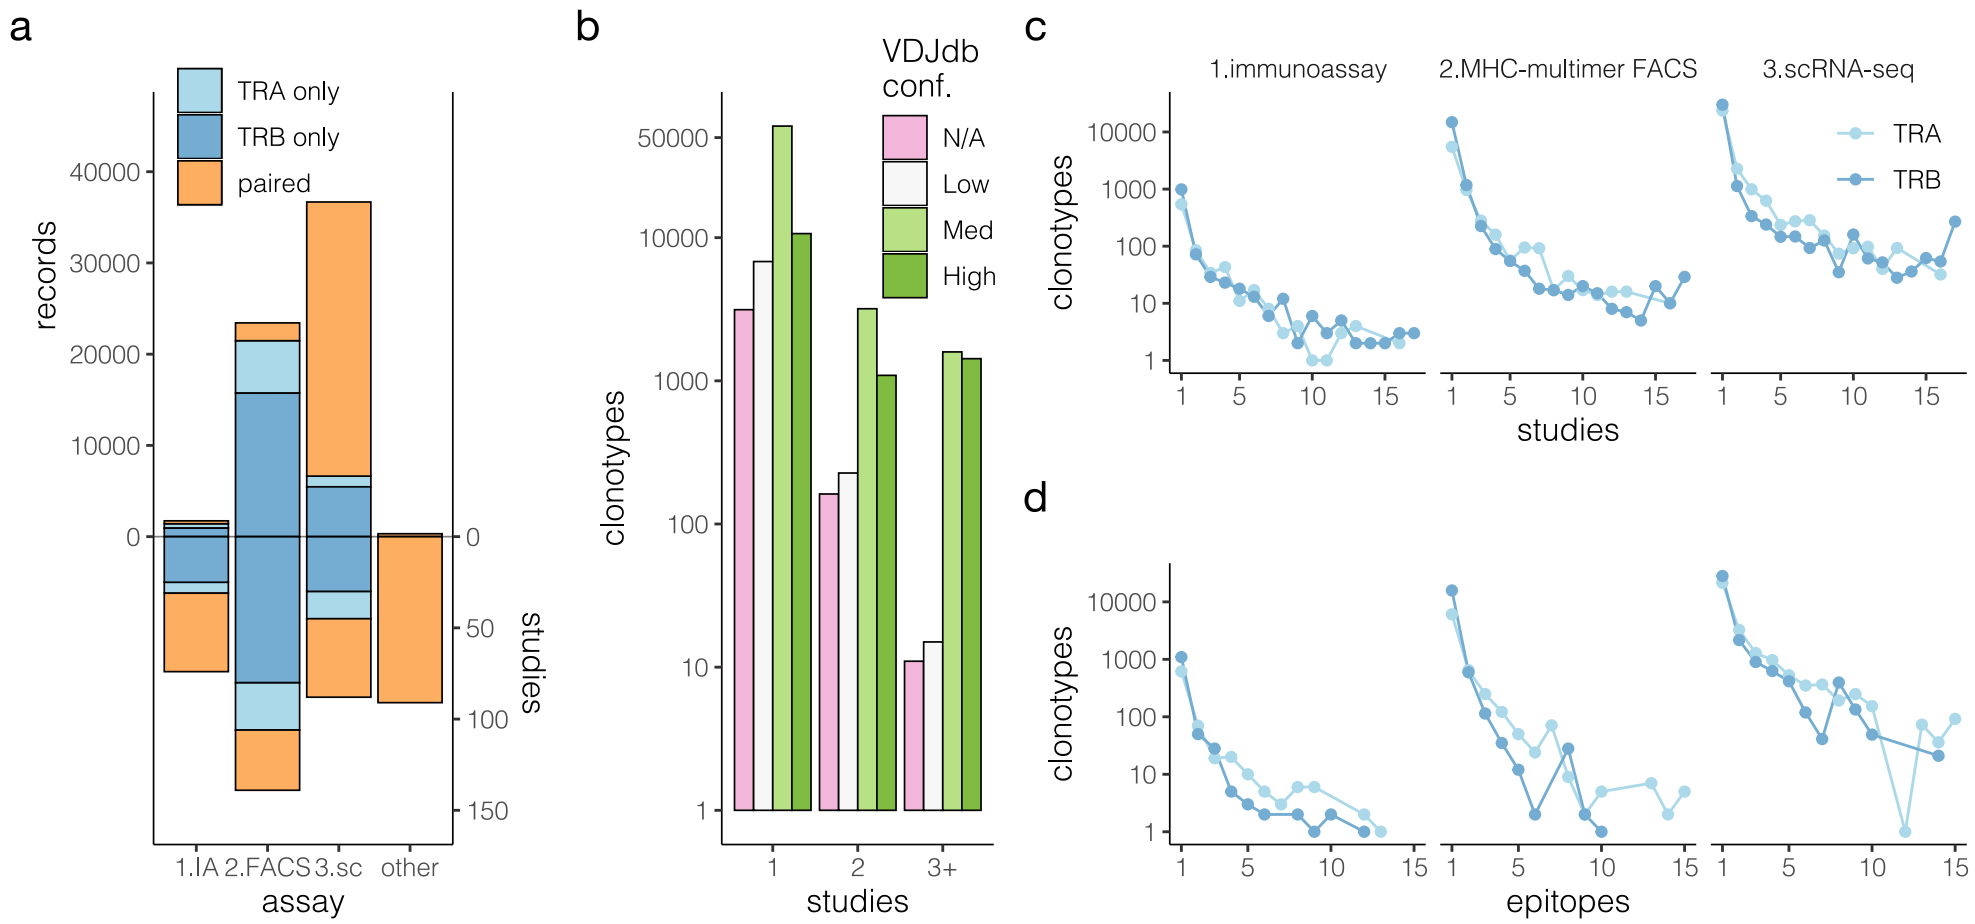 a
TRA only
TRB only
paired
records
40000
30000
20000
10000
0
0
50
100
150
studies
1.IA 2.FACS 3.sc other
assay
b
VDJdb
conf.
N/A
Low
Med
High
clonotypes
50000
10000
1000
100
10
1
1 2 3+
studies
c
1.immunoassay 2.MHC-multimer FACS 3.scRNA-seq
TRA
TRB
clonotypes
10000
1000
100
10
1
1 5 10 15 1 5 10 15 1 5 10 15
studies
d
clonotypes
10000
1000
100
10
1
1 5 10 15 1 5 10 15 1 5 10 15
epitopes